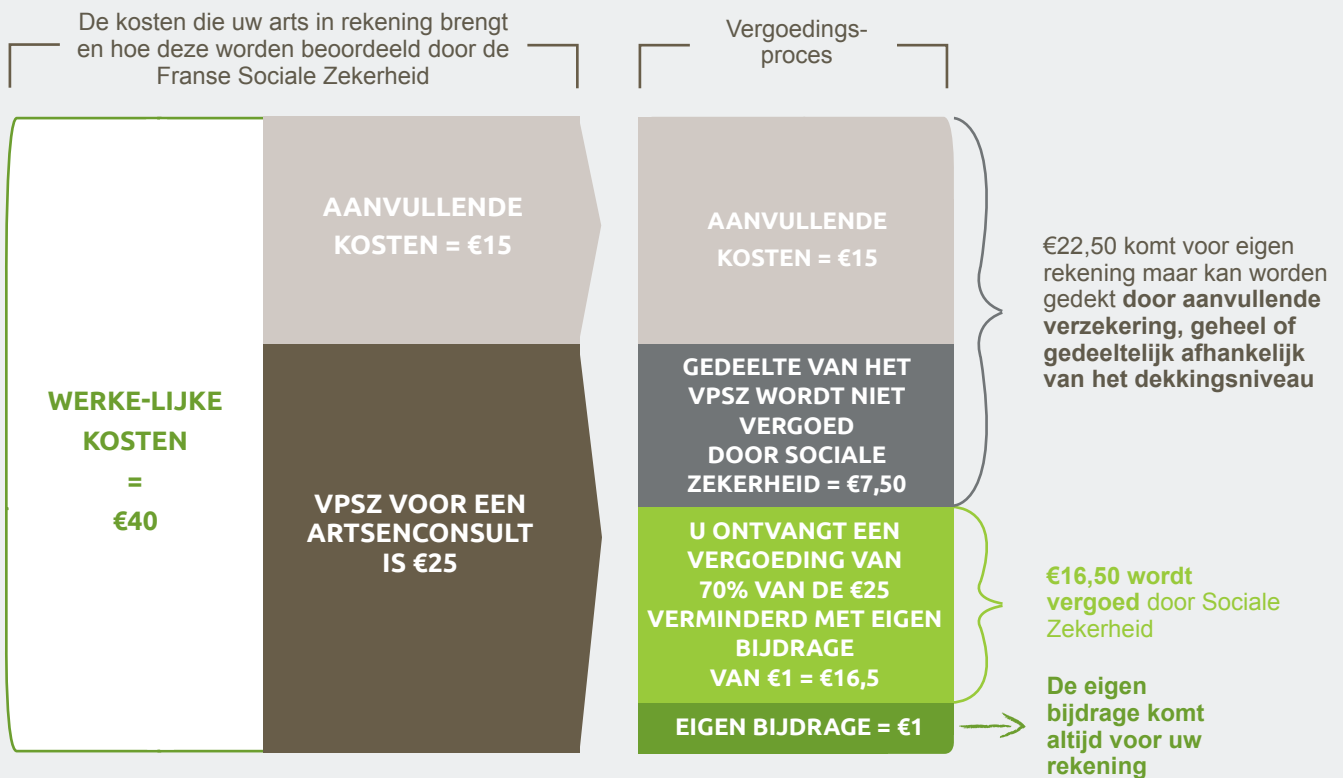 De kosten die uw arts in rekening brengt
en hoe deze worden beoordeeld door de
Franse Sociale Zekerheid
Vergoedings-
proces
WERKE-LIJKE
KOSTEN
=
€40
AANVULLENDE
KOSTEN = €15
VPSZ VOOR EEN
ARTSENCONSULT
IS €25
AANVULLENDE
KOSTEN = €15
GEDEELTE VAN HET
VPSZ WORDT NIET
VERGOED
DOOR SOCIALE
ZEKERHEID = €7,50
U ONTVANGT EEN
VERGOEDING VAN
70% VAN DE €25
VERMINDERD MET EIGEN
BIJDRAGE
VAN €1 = €16,5
EIGEN BIJDRAGE = €1
€22,50 komt voor eigen
rekening maar kan worden
gedekt door aanvullende
verzekering, geheel of
gedeeltelijk afhankelijk
van het dekkingsniveau
€16,50 wordt
vergoed door Sociale
Zekerheid
De eigen
bijdrage komt
altijd voor uw
rekening